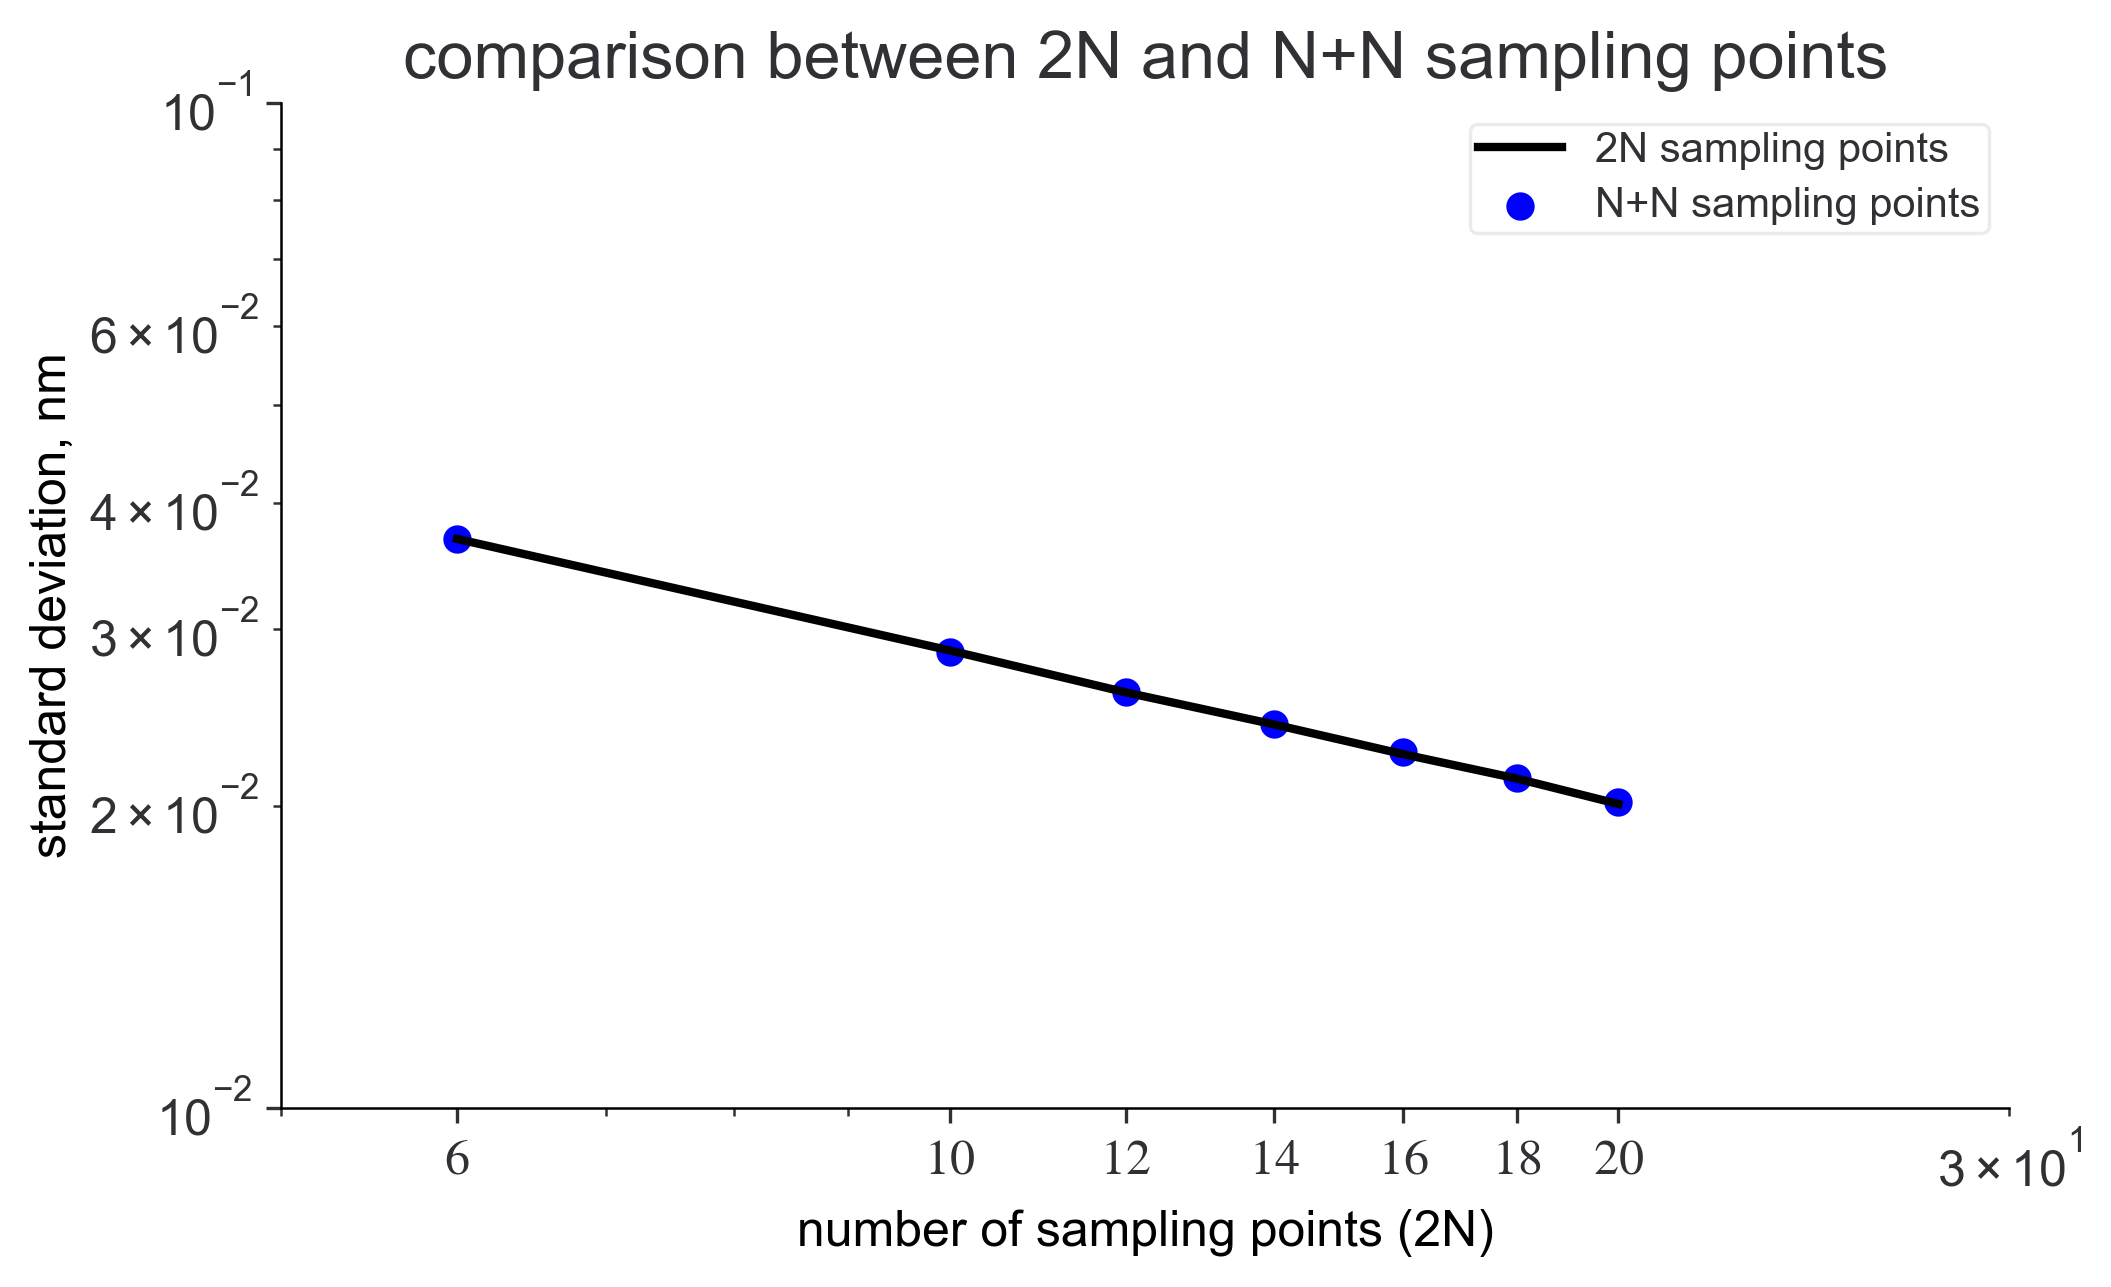 comparison between 2N and N+N sampling points
2N sampling points
N+N sampling points
10⁻¹
6×10⁻²
4×10⁻²
3×10⁻²
2×10⁻²
10⁻²
standard deviation, nm
6 10 12 14 16 18 20 3×10¹
number of sampling points (2N)